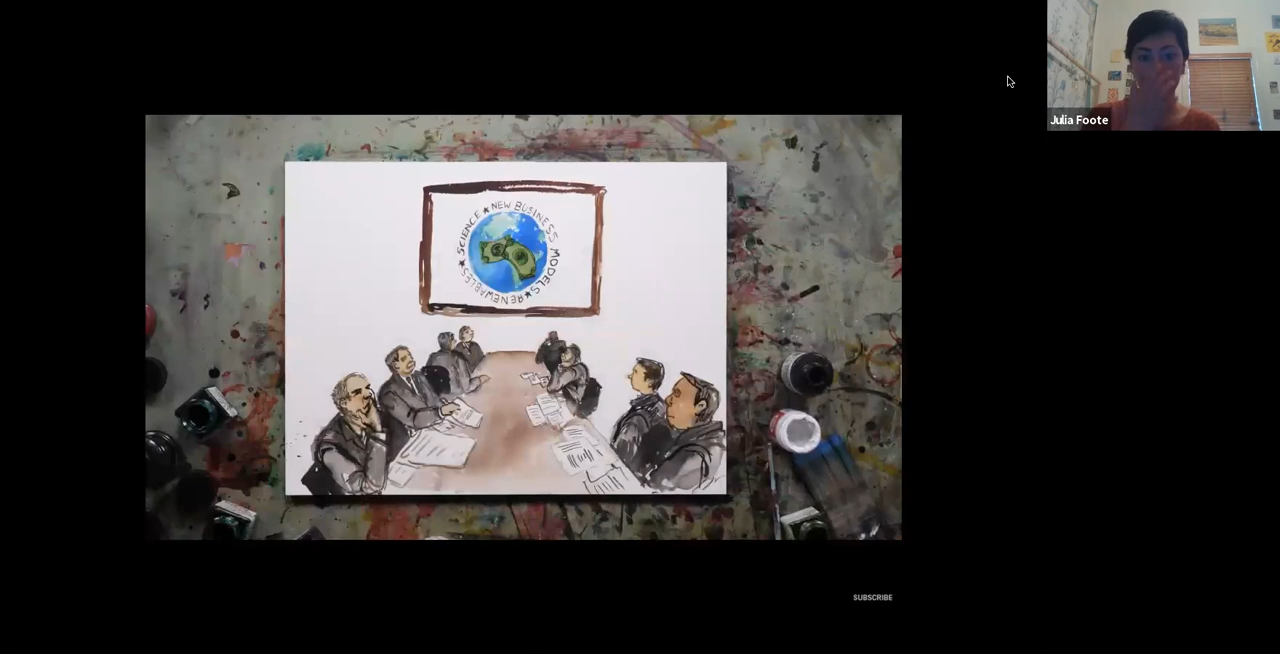 Julia Foote
SCIENCE ★ NEW BUSINESS MODELS ★ RENEWABLES ★
SUBSCRIBE